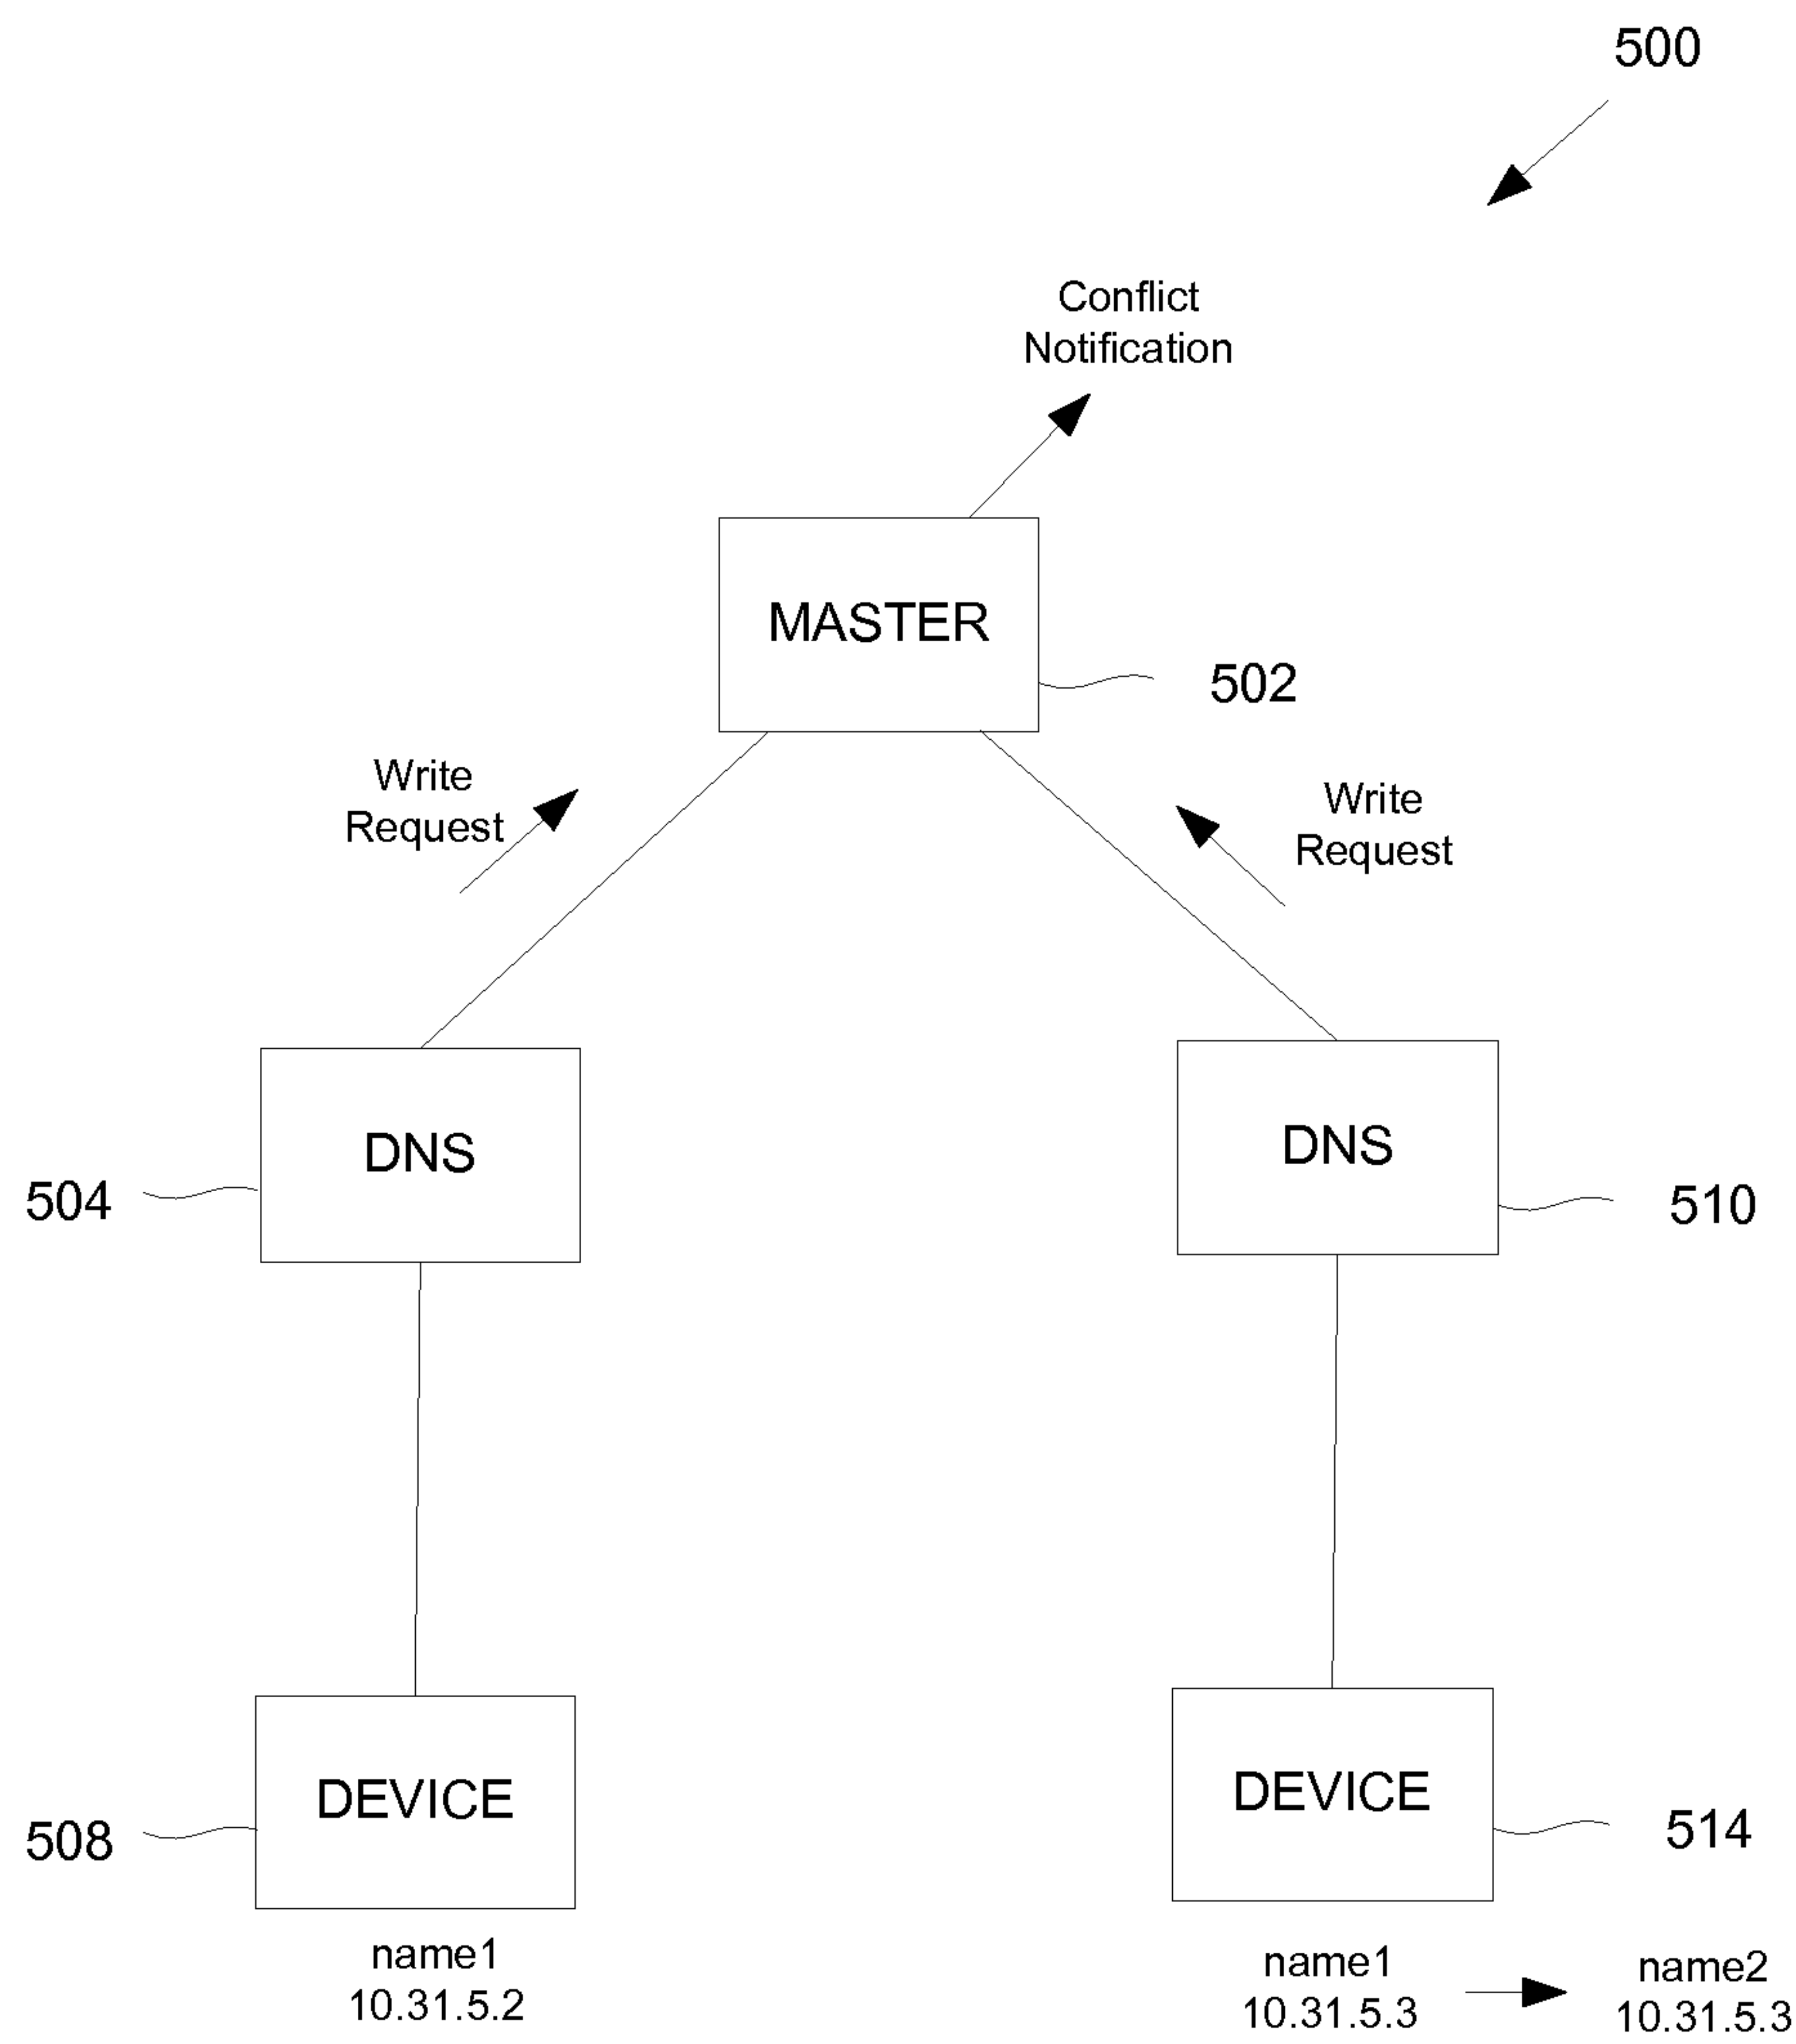 500
Conflict
Notification
MASTER
502
Write
Request
Write
Request
DNS
504
DNS
510
DEVICE
508
DEVICE
514
name1
10.31.5.2
name1
10.31.5.3
name2
10.31.5.3